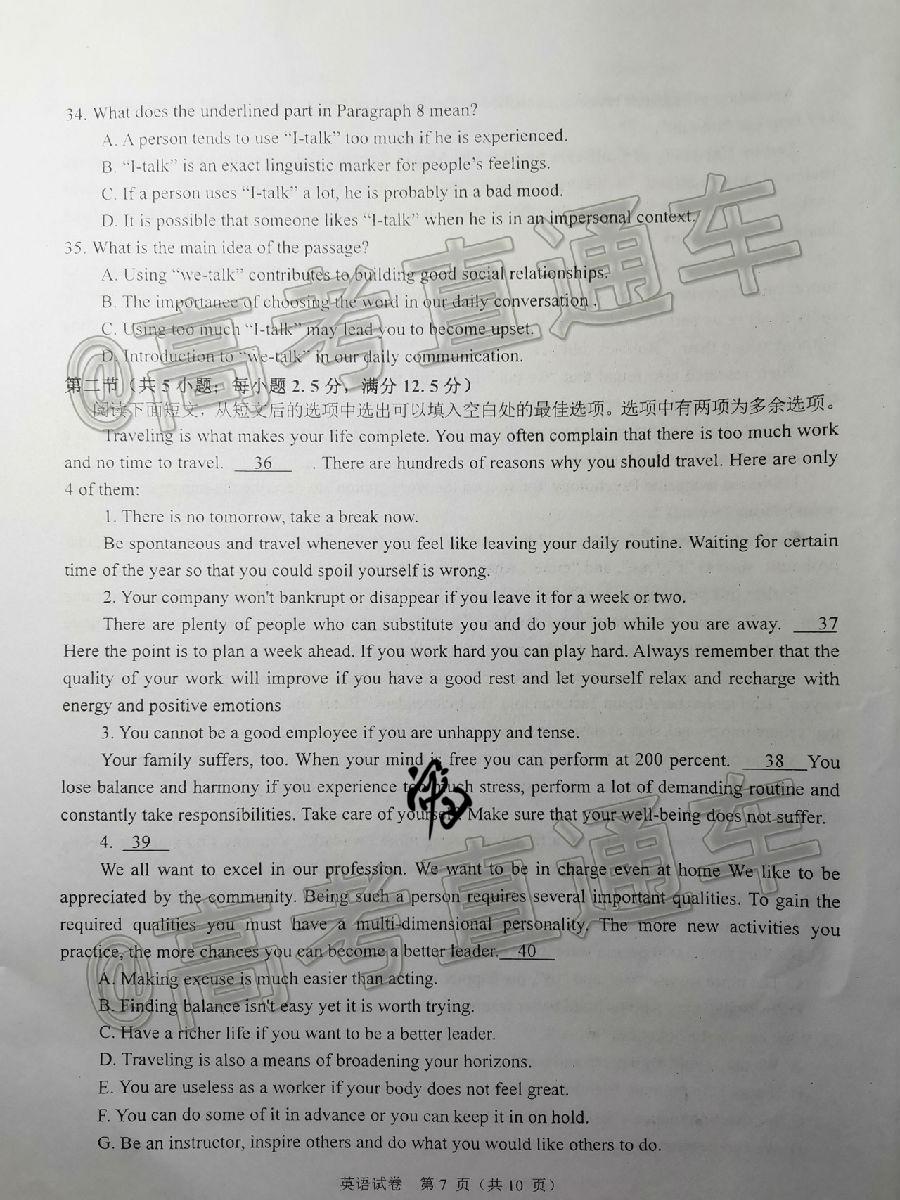 34. What does the underlined part in Paragraph 8 mean?
A. A person tends to use “I-talk” too much if he is experienced.
B. “I-talk” is an exact linguistic marker for people’s feelings.
C. If a person uses “I-talk” a lot, he is probably in a bad mood.
D. It is possible that someone likes “I-talk” when he is in an impersonal context.
35. What is the main idea of the passage?
A. Using “we-talk” contributes to building good social relationships.
B. The importance of choosing the word in our daily conversation .
C. Using too much “I-talk” may lead you to become upset.
D. Introduction to “we-talk” in our daily communication.
第二节（共 5 小题；每小题 2. 5 分，满分 12. 5 分）
阅读下面短文，从短文后的选项中选出可以填入空白处的最佳选项。选项中有两项为多余选项。
Traveling is what makes your life complete. You may often complain that there is too much work
and no time to travel. 36 . There are hundreds of reasons why you should travel. Here are only
4 of them:
1. There is no tomorrow, take a break now.
Be spontaneous and travel whenever you feel like leaving your daily routine. Waiting for certain
time of the year so that you could spoil yourself is wrong.
2. Your company won't bankrupt or disappear if you leave it for a week or two.
There are plenty of people who can substitute you and do your job while you are away. 37
Here the point is to plan a week ahead. If you work hard you can play hard. Always remember that the
quality of your work will improve if you have a good rest and let yourself relax and recharge with
energy and positive emotions
3. You cannot be a good employee if you are unhappy and tense.
Your family suffers, too. When your mind is free you can perform at 200 percent. 38 You
lose balance and harmony if you experience much stress, perform a lot of demanding routine and
constantly take responsibilities. Take care of yourself. Make sure that your well-being does not suffer.
4. 39
We all want to excel in our profession. We want to be in charge even at home We like to be
appreciated by the community. Being such a person requires several important qualities. To gain the
required qualities you must have a multi-dimensional personality. The more new activities you
practice, the more chances you can become a better leader. 40
A. Making excuse is much easier than acting.
B. Finding balance isn't easy yet it is worth trying.
C. Have a richer life if you want to be a better leader.
D. Traveling is also a means of broadening your horizons.
E. You are useless as a worker if your body does not feel great.
F. You can do some of it in advance or you can keep it in on hold.
G. Be an instructor, inspire others and do what you would like others to do.
英语试卷 第 7 页（共 10 页）
@高考直通车
@高考直通车